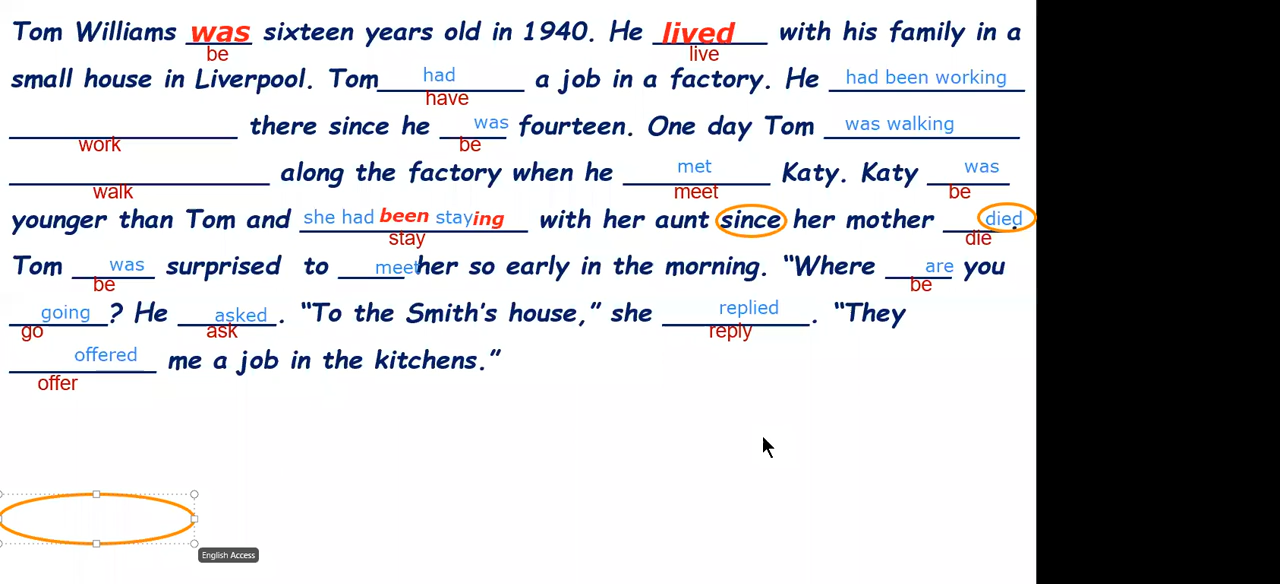 Tom Williams was sixteen years old in 1940. He lived with his family in a
be live
small house in Liverpool. Tom had a job in a factory. He had been working
have
there since he was fourteen. One day Tom was walking
work be
along the factory when he met Katy. Katy was
walk meet be
younger than Tom and she had been staying with her aunt since her mother died.
stay die
Tom was surprised to meet her so early in the morning. “Where are you
be be
going? He asked. “To the Smith's house,” she replied. “They
go ask reply
offered me a job in the kitchens.”
offer
English Access